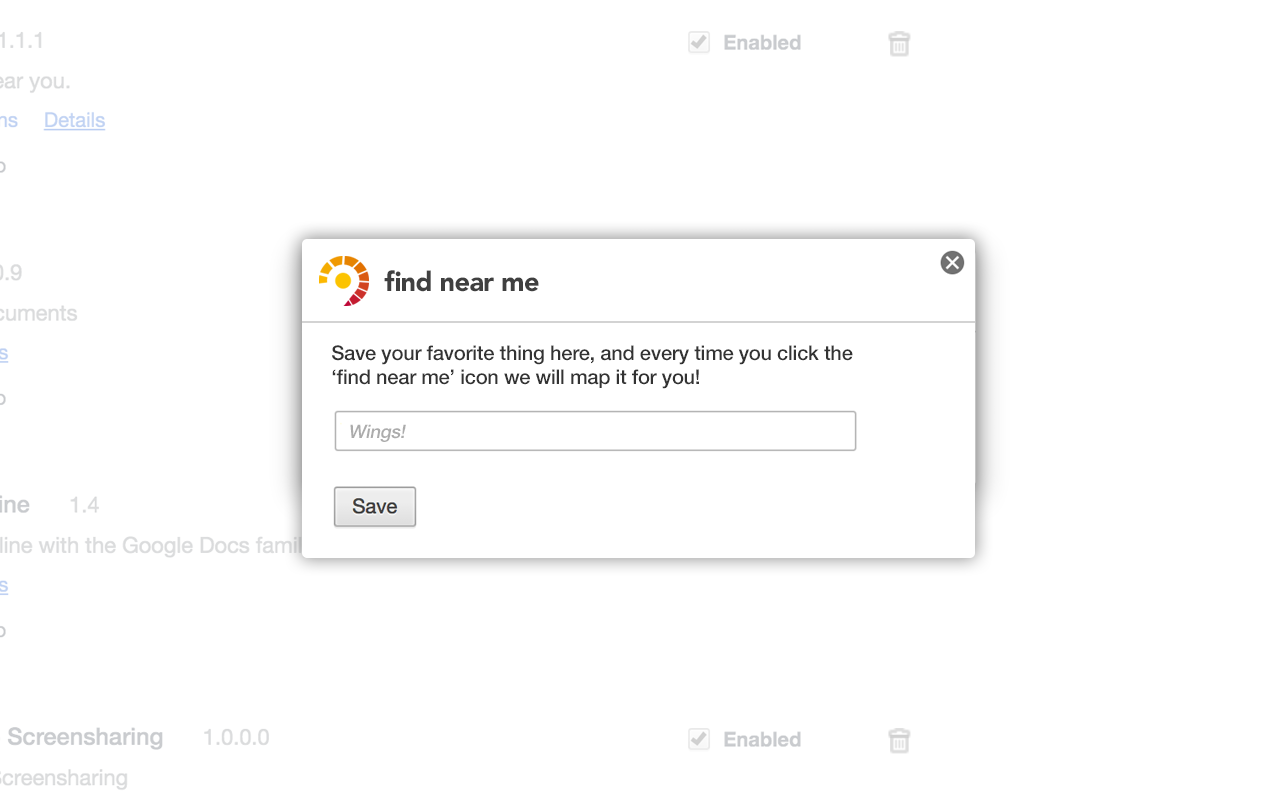 1.1.1
Enabled
ear you.
Details
0.9
cuments
find near me
Save your favorite thing here, and every time you click the
‘find near me’ icon we will map it for you!
Wings!
Save
ine 1.4
line with the Google Docs famil
Screensharing 1.0.0.0
Enabled
Screensharing